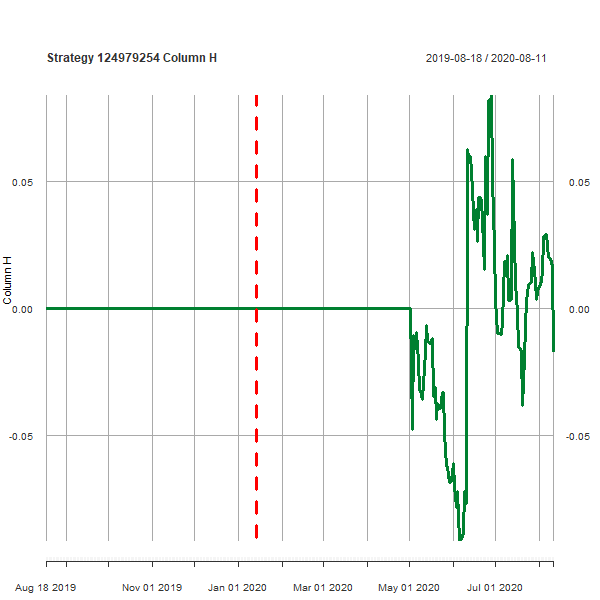 Strategy 124979254 Column H
2019-08-18 / 2020-08-11
0.05
0.05
Column H
0.00
0.00
-0.05
-0.05
Aug 18 2019
Nov 01 2019
Jan 01 2020
Mar 01 2020
May 01 2020
Jul 01 2020